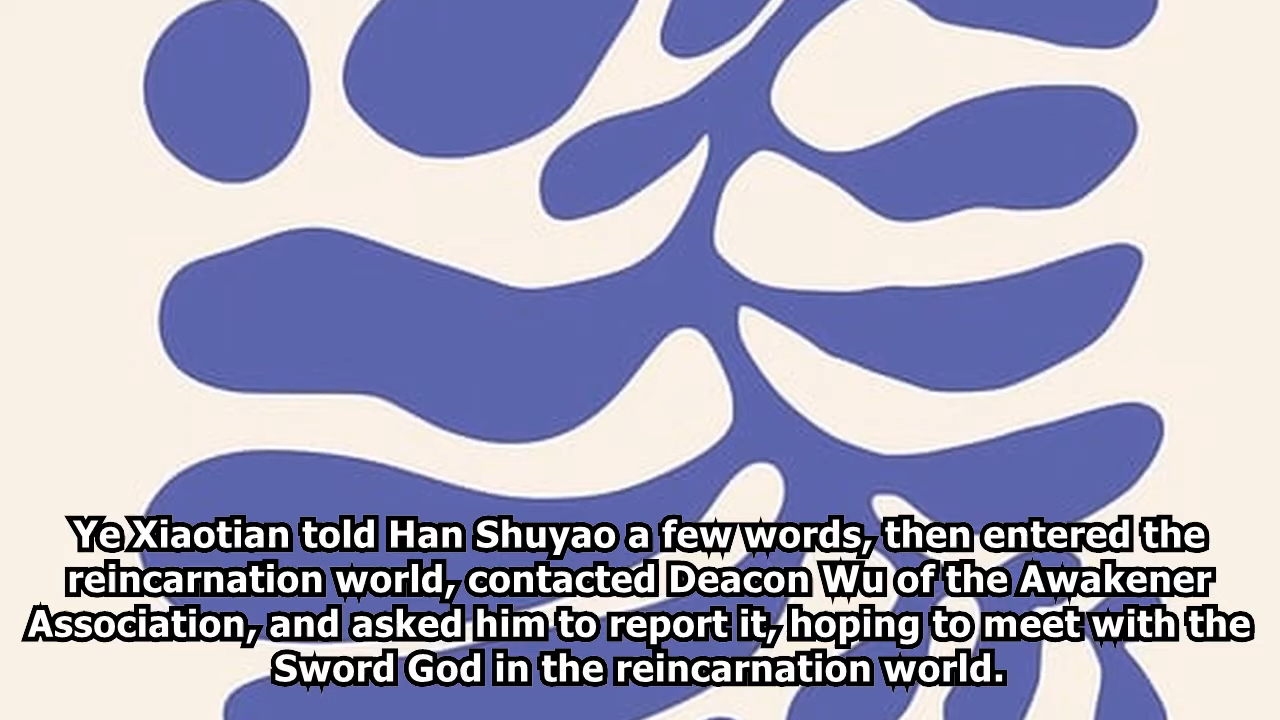 Ye Xiaotian told Han Shuyao a few words, then entered the
reincarnation world, contacted Deacon Wu of the Awakener
Association, and asked him to report it, hoping to meet with the
Sword God in the reincarnation world.